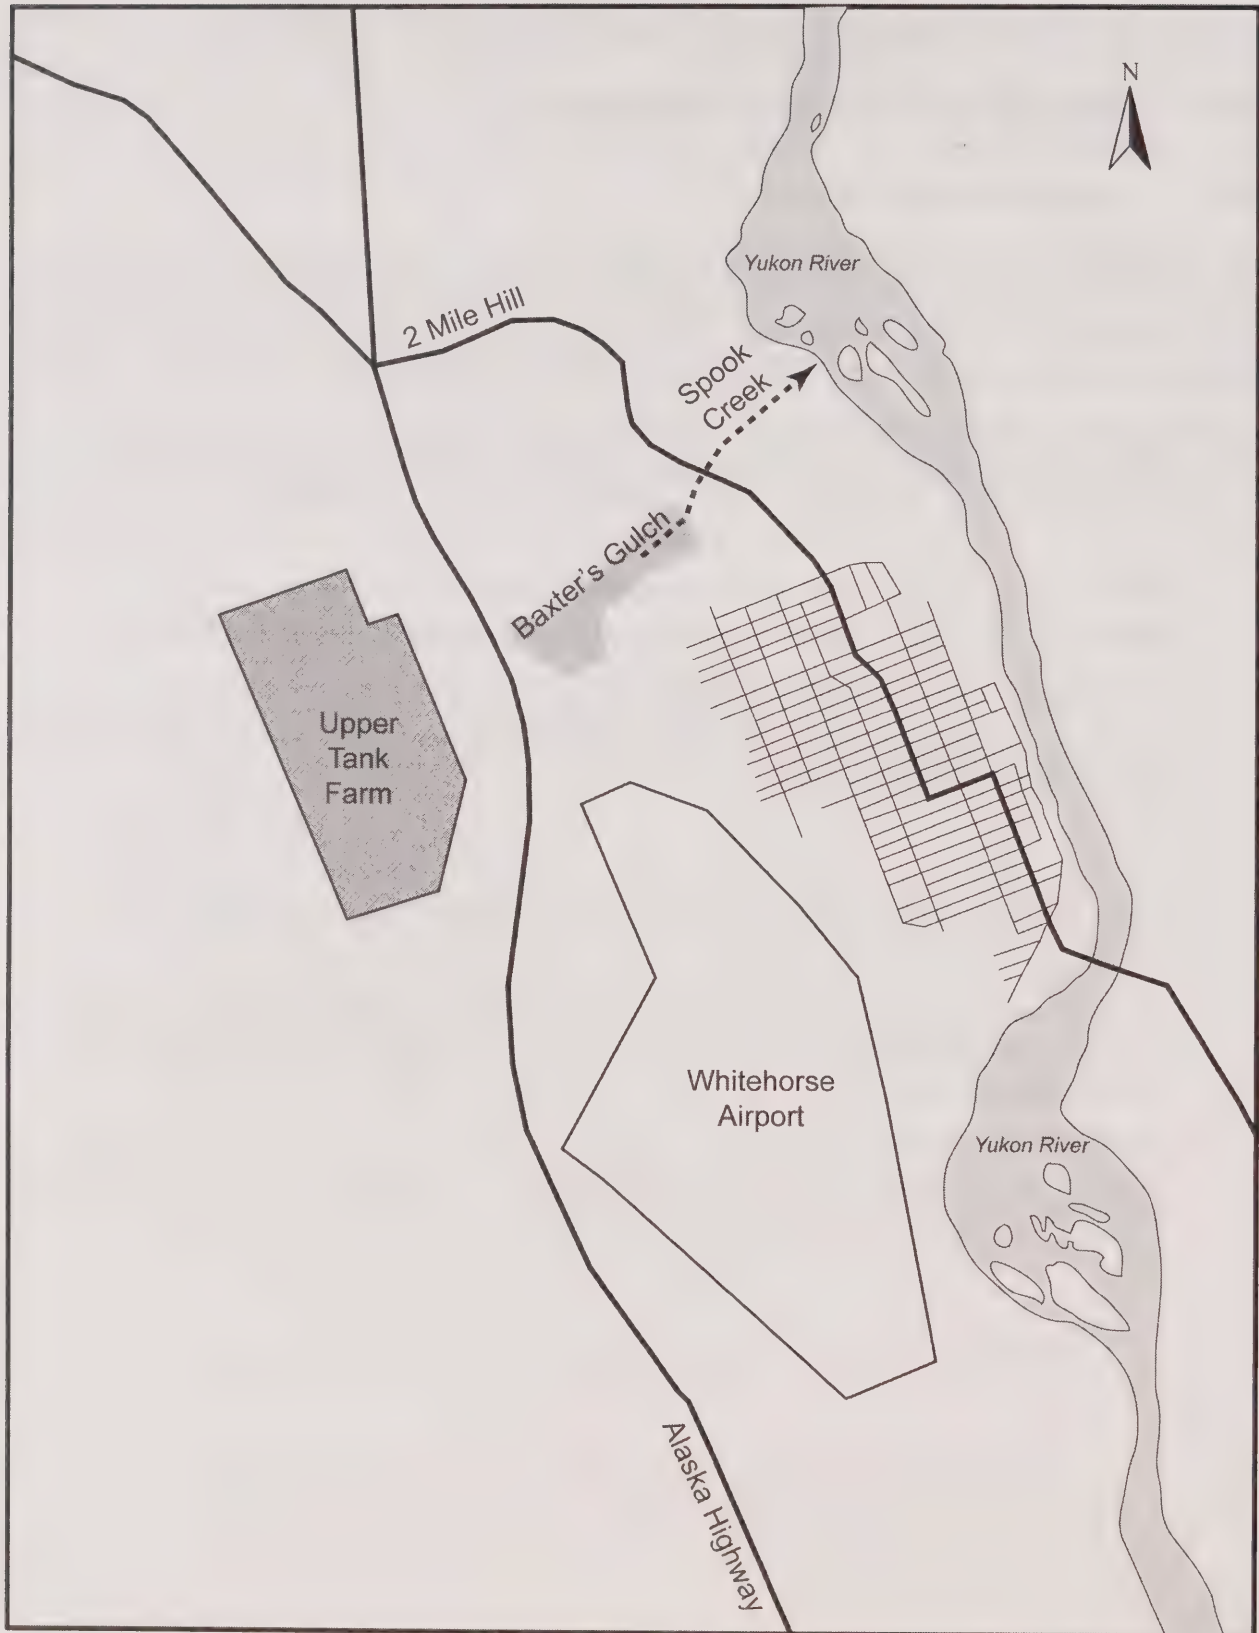 N
Yukon River
2 Mile Hill
Spook
Creek
Baxter's Gulch
Upper
Tank
Farm
Whitehorse
Airport
Yukon River
Alaska Highway